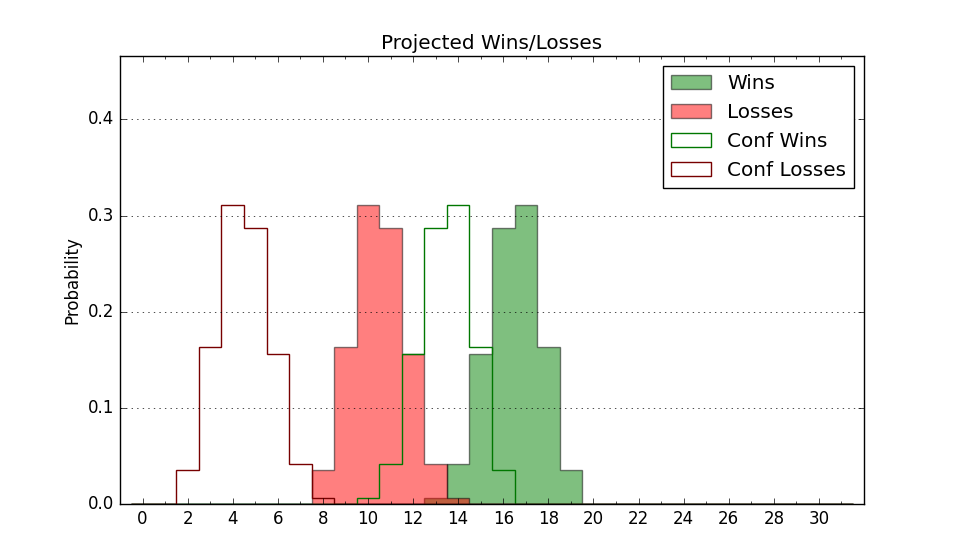 Projected Wins/Losses
Wins
Losses
Conf Wins
Conf Losses
Probability
0.4
0.3
0.2
0.1
0.0
0 2 4 6 8 10 12 14 16 18 20 22 24 26 28 30